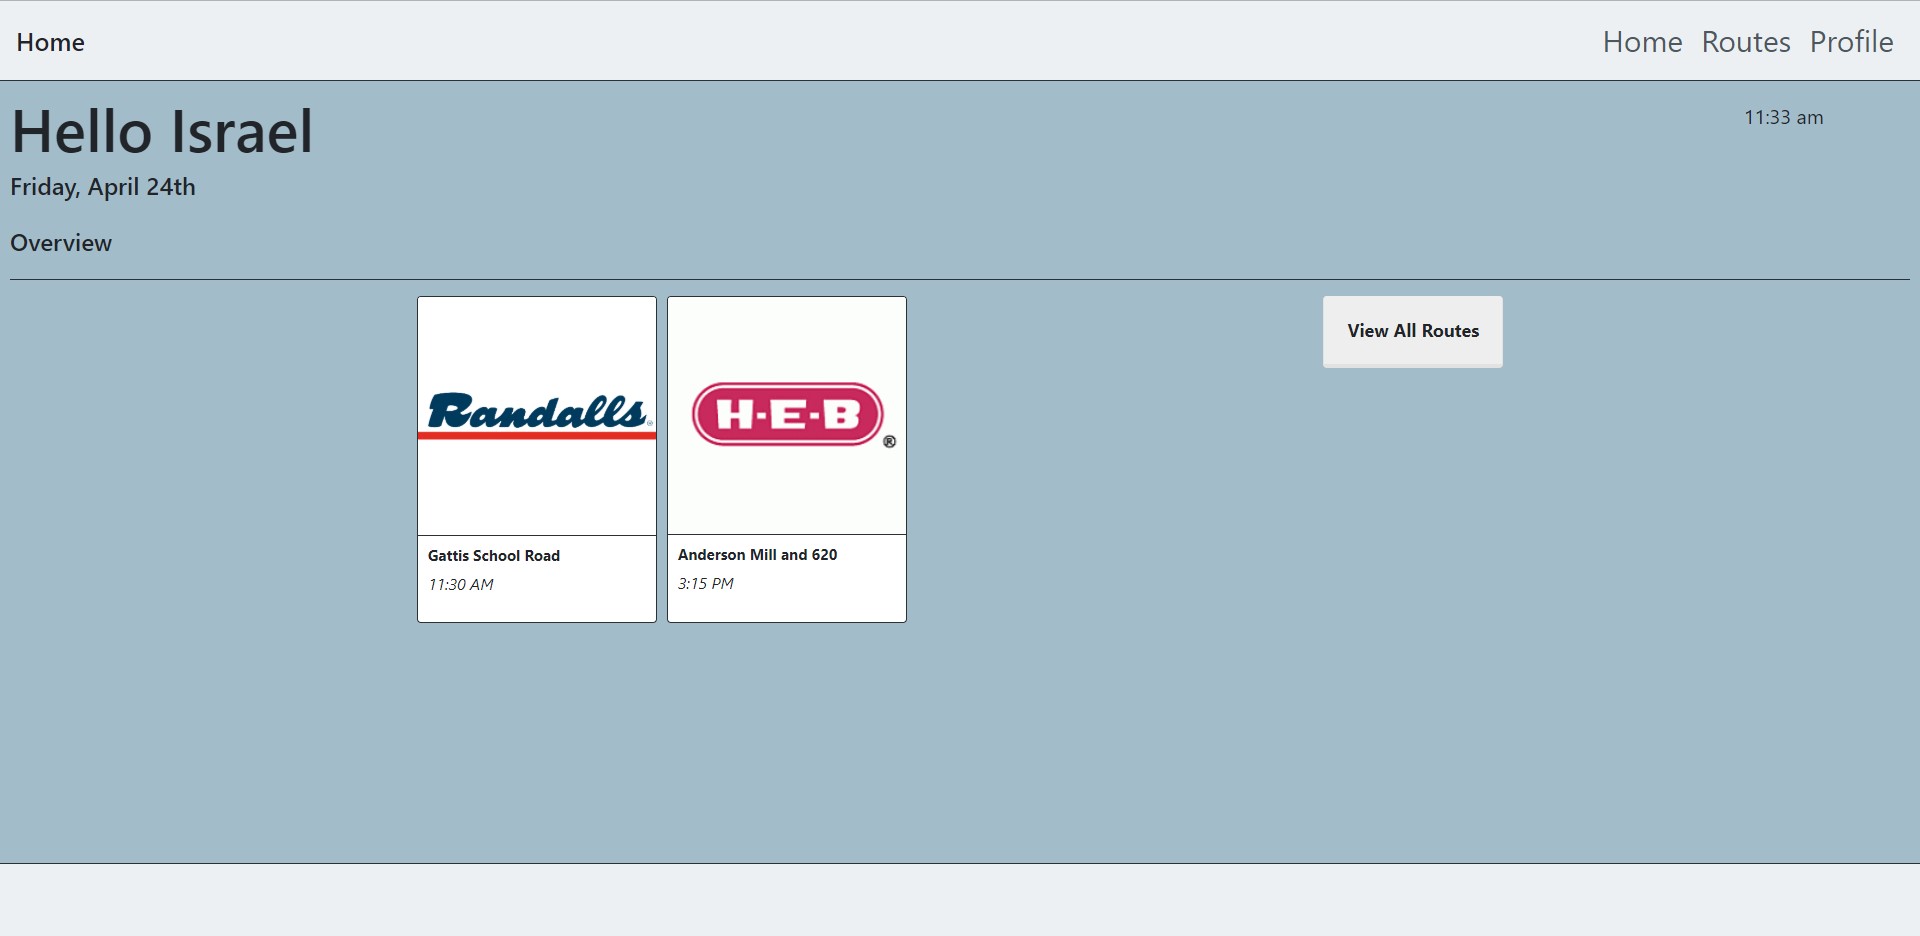 Home
Home Routes Profile
Hello Israel
11:33 am
Friday, April 24th
Overview
Randalls®
H-E-B®
View All Routes
Gattis School Road
11:30 AM
Anderson Mill and 620
3:15 PM